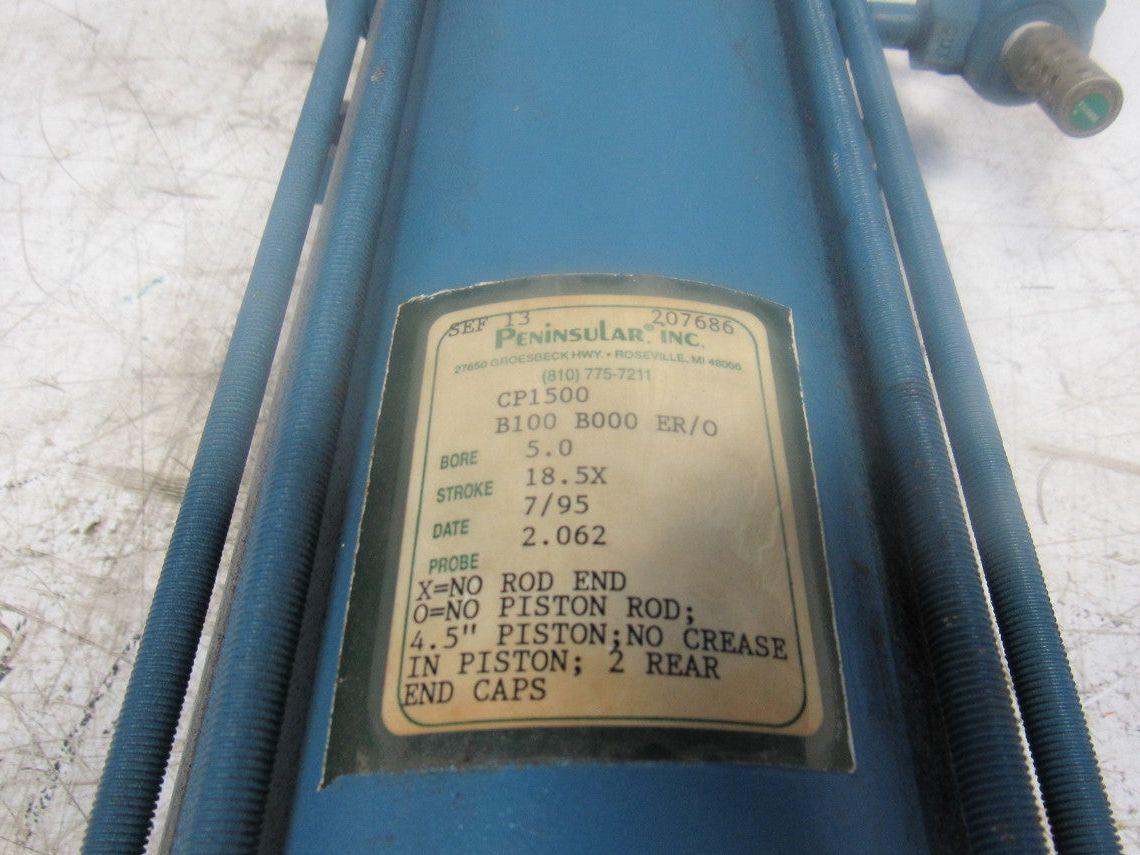 SEF 13 207686
PENINSULAR® INC.
27650 GROESBECK HWY. • ROSEVILLE, MI 48066
(810) 775-7211
CP1500
B100 B000 ER/O
BORE 5.0
STROKE 18.5X
DATE 7/95
PROBE 2.062
X=NO ROD END
O=NO PISTON ROD;
4.5" PISTON;NO CREASE
IN PISTON; 2 REAR
END CAPS